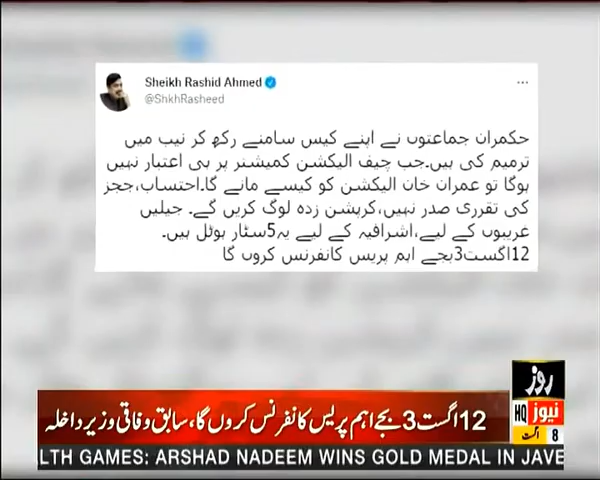 Sheikh Rashid Ahmed
@ShkhRasheed
حکمران جماعتوں نے اپنے کیس سامنے رکھ کر نیب میں
ترمیم کی ہیں۔جب چیف الیکشن کمیشنر پر ہی اعتبار نہیں
ہوگا تو عمران خان الیکشن کو کیسے مانے گا۔احتساب،ججز
کی تقرری صدر نہیں،کرپشن زدہ لوگ کریں گے۔ جیلیں
غریبوں کے لیے،اشرافیہ کے لیے یہ5سٹار ہوٹل ہیں۔
12اگست3بجے اہم پریس کانفرنس کروں گا
روز
نیوز HQ
8 اگست
12 اگست 3 بجے اہم پریس کانفرنس کروں گا، سابق وفاقی وزیر داخلہ
LTH GAMES: ARSHAD NADEEM WINS GOLD MEDAL IN JAVE